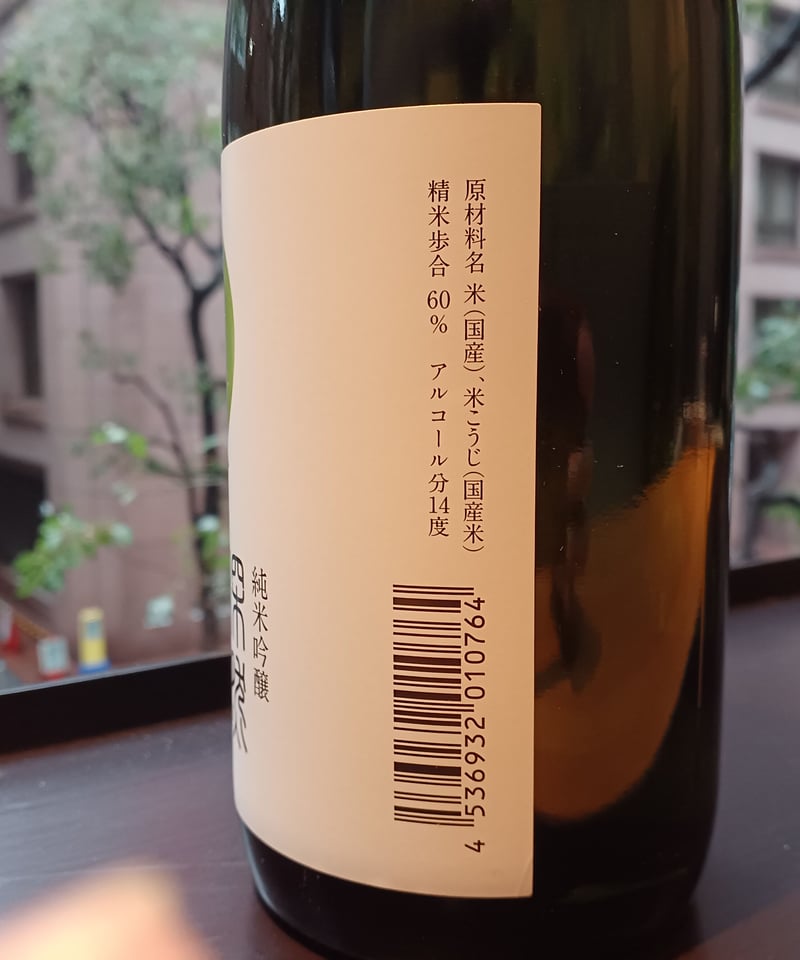 原材料名 米(国産)、米こうじ(国産米)
精米歩合 60% アルコール分14度
純米吟醸
4 536932 010764